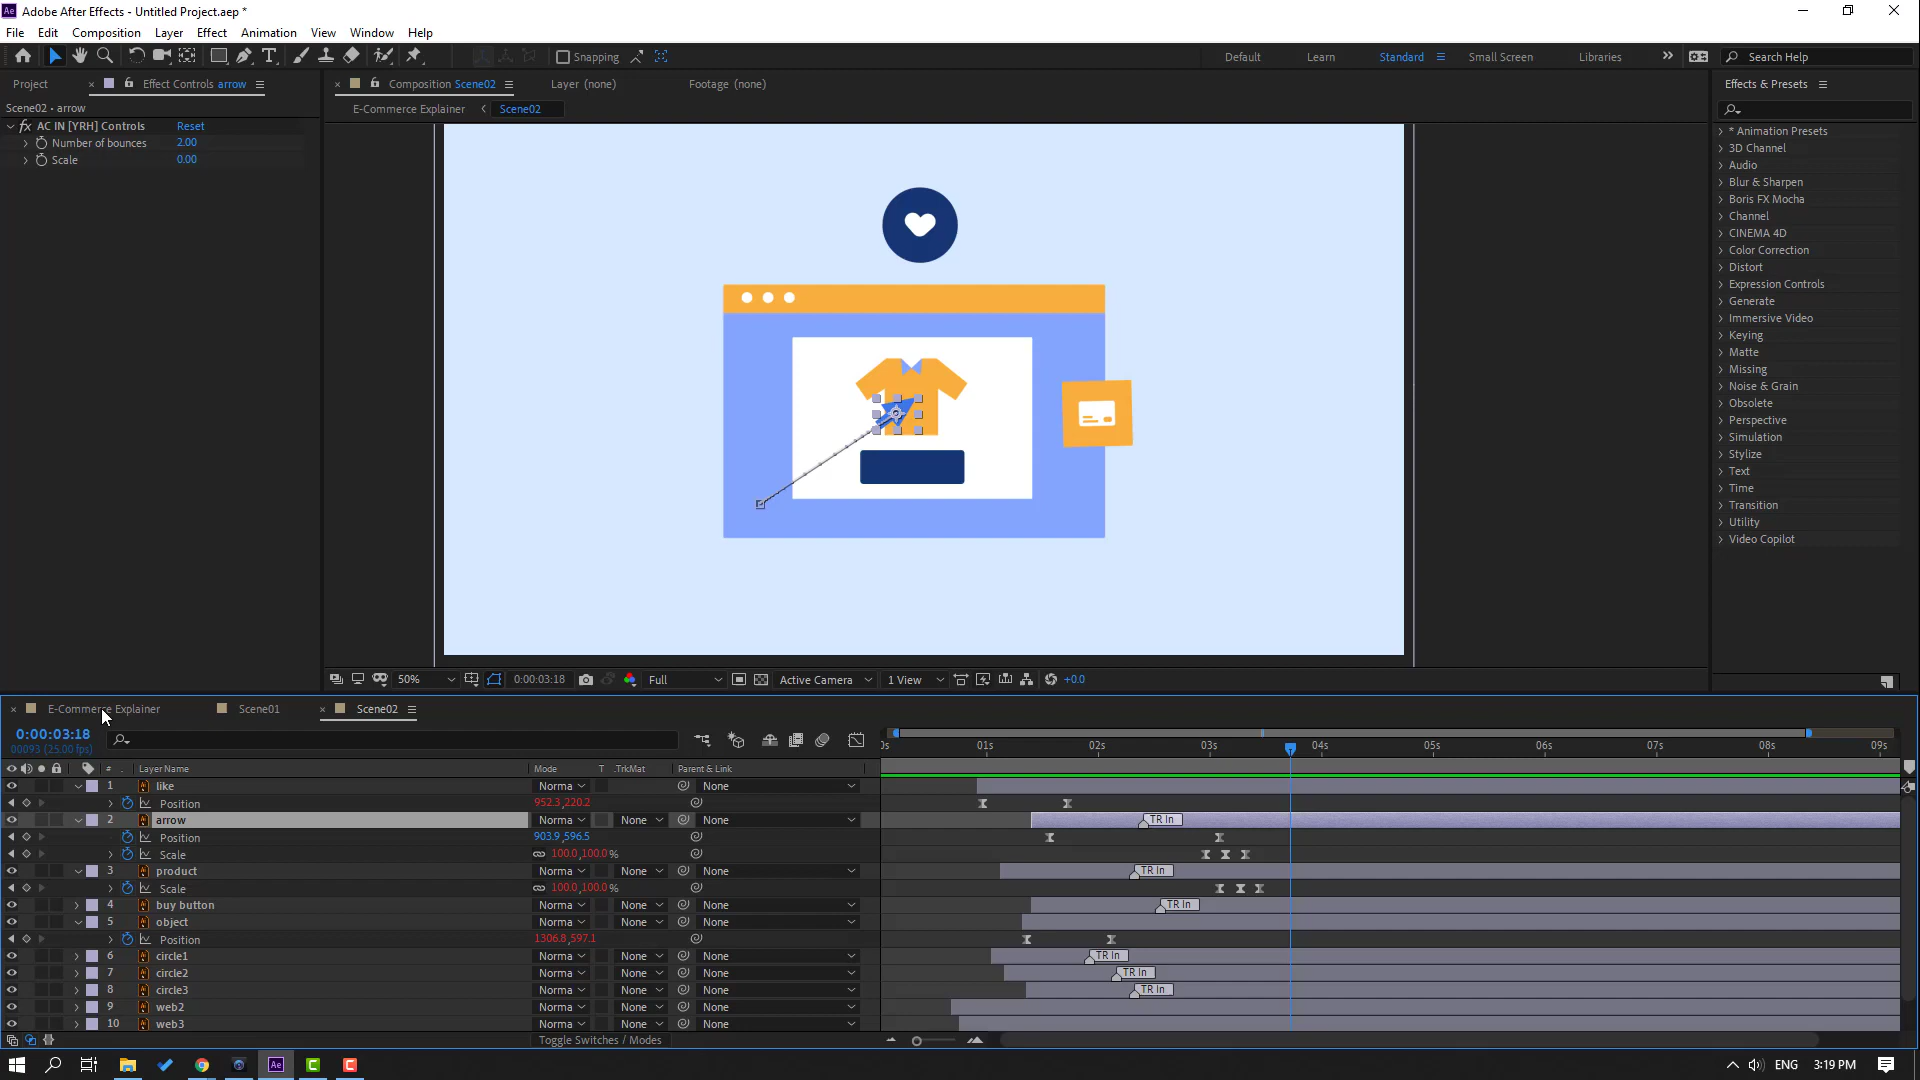 Adobe After Effects - Untitled Project.aep *
File Edit Composition Layer Effect Animation View Window Help
Snapping Default Learn Standard Small Screen Libraries Search Help
Project Effect Controls arrow
Composition Scene02 Layer (none) Footage (none)
Effects & Presets
Scene02 • arrow
E-Commerce Explainer Scene02
fx AC IN [YRH] Controls Reset
Number of bounces 2.00
Scale 0.00
* Animation Presets
3D Channel
Audio
Blur & Sharpen
Boris FX Mocha
Channel
CINEMA 4D
Color Correction
Distort
Expression Controls
Generate
Immersive Video
Keying
Matte
Missing
Noise & Grain
Obsolete
Perspective
Simulation
Stylize
Text
Time
Transition
Utility
Video Copilot
50% 0:00:03:18 Full Active Camera 1 View +0.0
E-Commerce Explainer Scene01 Scene02
0:00:03:18
00093 (25.00 fps)
0s 01s 02s 03s 04s 05s 06s 07s 08s 09s
# Layer Name Mode T .TrkMat Parent & Link
1 like Norma None
Position 952.3,220.2
2 arrow Norma None None TR In
Position 903.9,596.5
Scale 100.0,100.0 %
3 product Norma None None TR In
Scale 100.0,100.0 %
4 buy button Norma None None TR In
5 object Norma None None
Position 1306.8,597.1
6 circle1 Norma None None TR In
7 circle2 Norma None None TR In
8 circle3 Norma None None TR In
9 web2 Norma None None
10 web3 Norma None None
Toggle Switches / Modes
ENG 3:19 PM